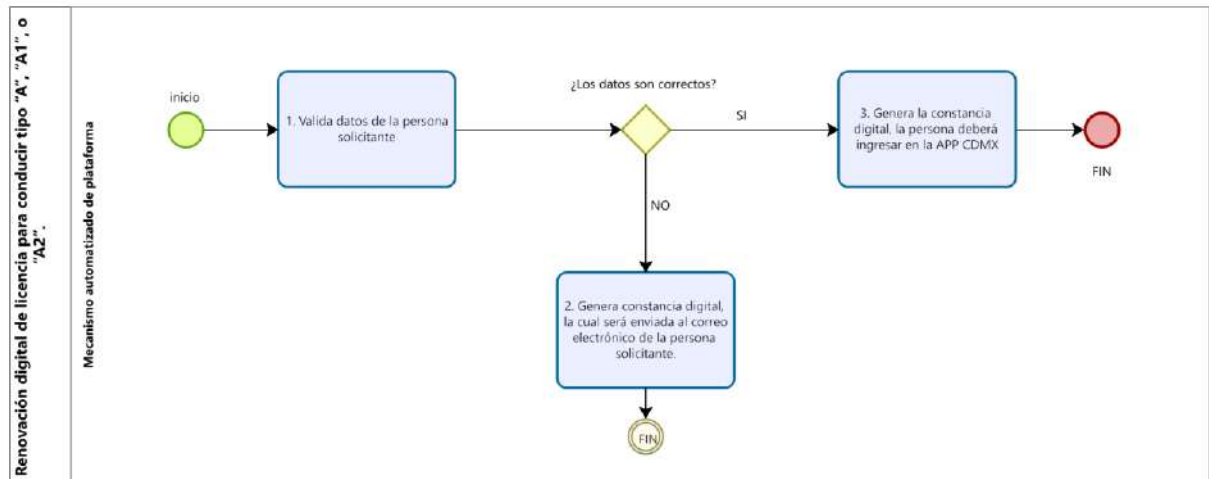 Renovación digital de licencia para conducir tipo "A", "A1", o
"A2".
Mecanismo automatizado de plataforma
inicio
1. Valida datos de la persona
solicitante
¿Los datos son correctos?
SI
3. Genera la constancia
digital, la persona deberá
ingresar en la APP CDMX
FIN
NO
2. Genera constancia digital,
la cual será enviada al correo
electrónico de la persona
solicitante.
FIN